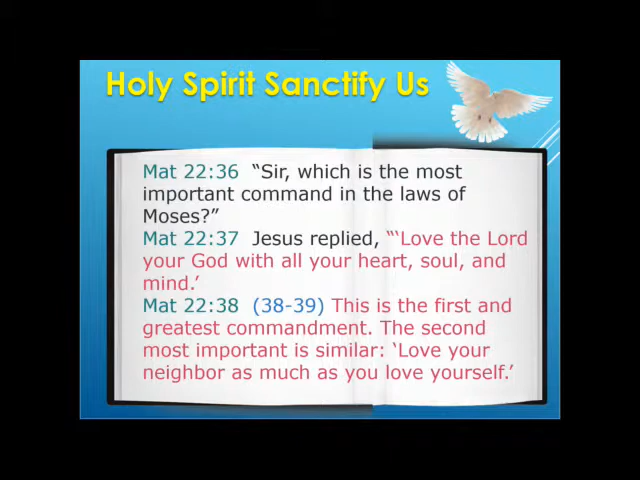 Holy Spirit Sanctify Us
Mat 22:36 “Sir, which is the most
important command in the laws of
Moses?”
Mat 22:37 Jesus replied, “‘Love the Lord
your God with all your heart, soul, and
mind.’
Mat 22:38 (38-39) This is the first and
greatest commandment. The second
most important is similar: ‘Love your
neighbor as much as you love yourself.’